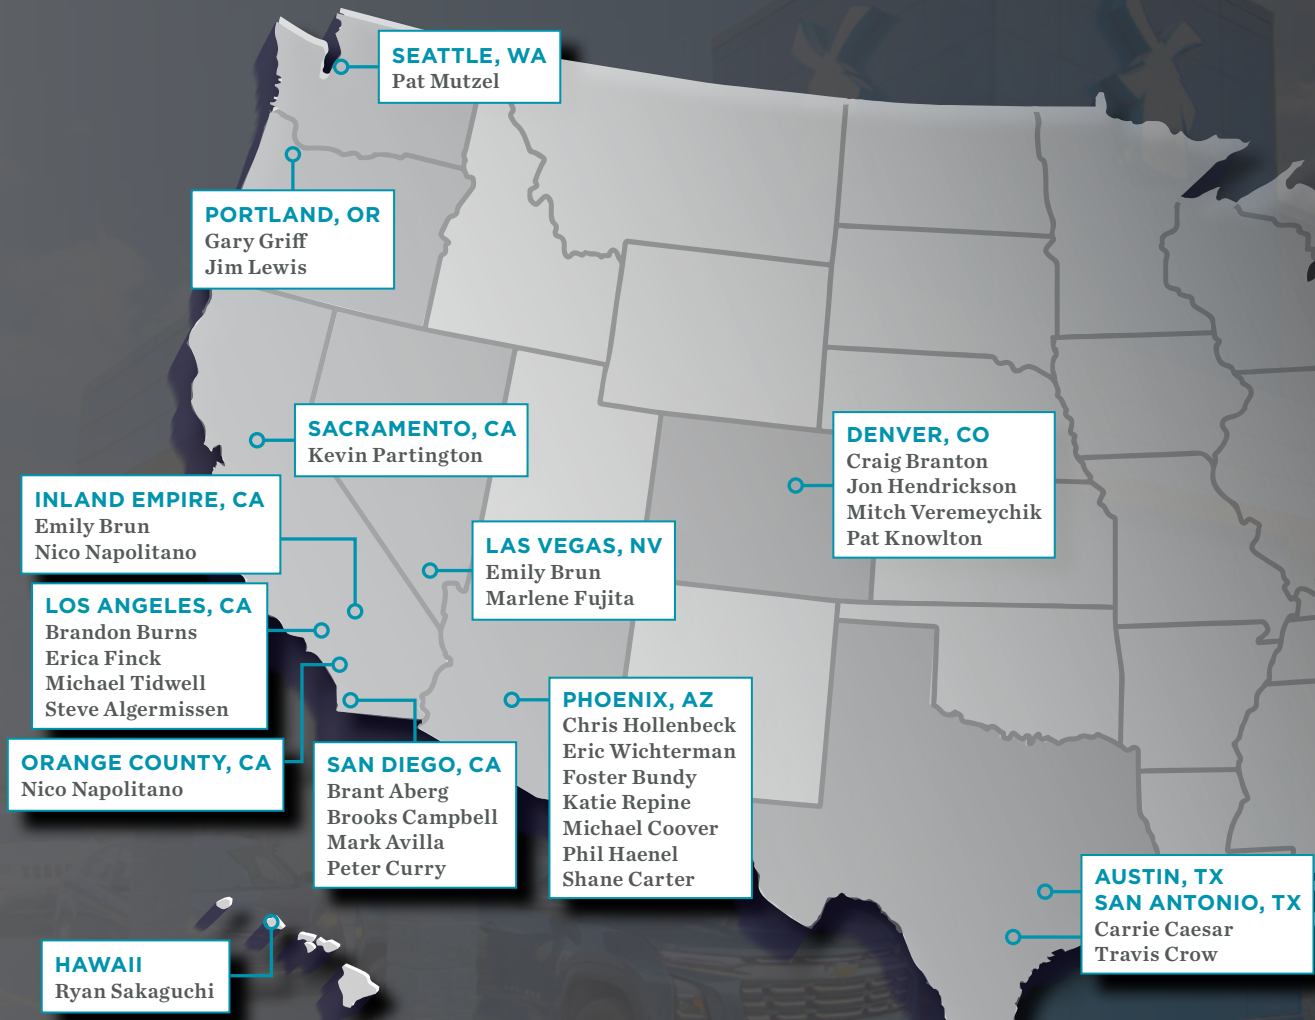 SEATTLE, WA
Pat Mutzel
PORTLAND, OR
Gary Griff
Jim Lewis
SACRAMENTO, CA
Kevin Partington
DENVER, CO
Craig Branton
Jon Hendrickson
Mitch Veremeychik
Pat Knowlton
INLAND EMPIRE, CA
Emily Brun
Nico Napolitano
LAS VEGAS, NV
Emily Brun
Marlene Fujita
LOS ANGELES, CA
Brandon Burns
Erica Finck
Michael Tidwell
Steve Algermissen
PHOENIX, AZ
Chris Hollenbeck
Eric Wichterman
Foster Bundy
Katie Repine
Michael Coover
Phil Haenel
Shane Carter
ORANGE COUNTY, CA
Nico Napolitano
SAN DIEGO, CA
Brant Aberg
Brooks Campbell
Mark Avilla
Peter Curry
AUSTIN, TX
SAN ANTONIO, TX
Carrie Caesar
Travis Crow
HAWAII
Ryan Sakaguchi